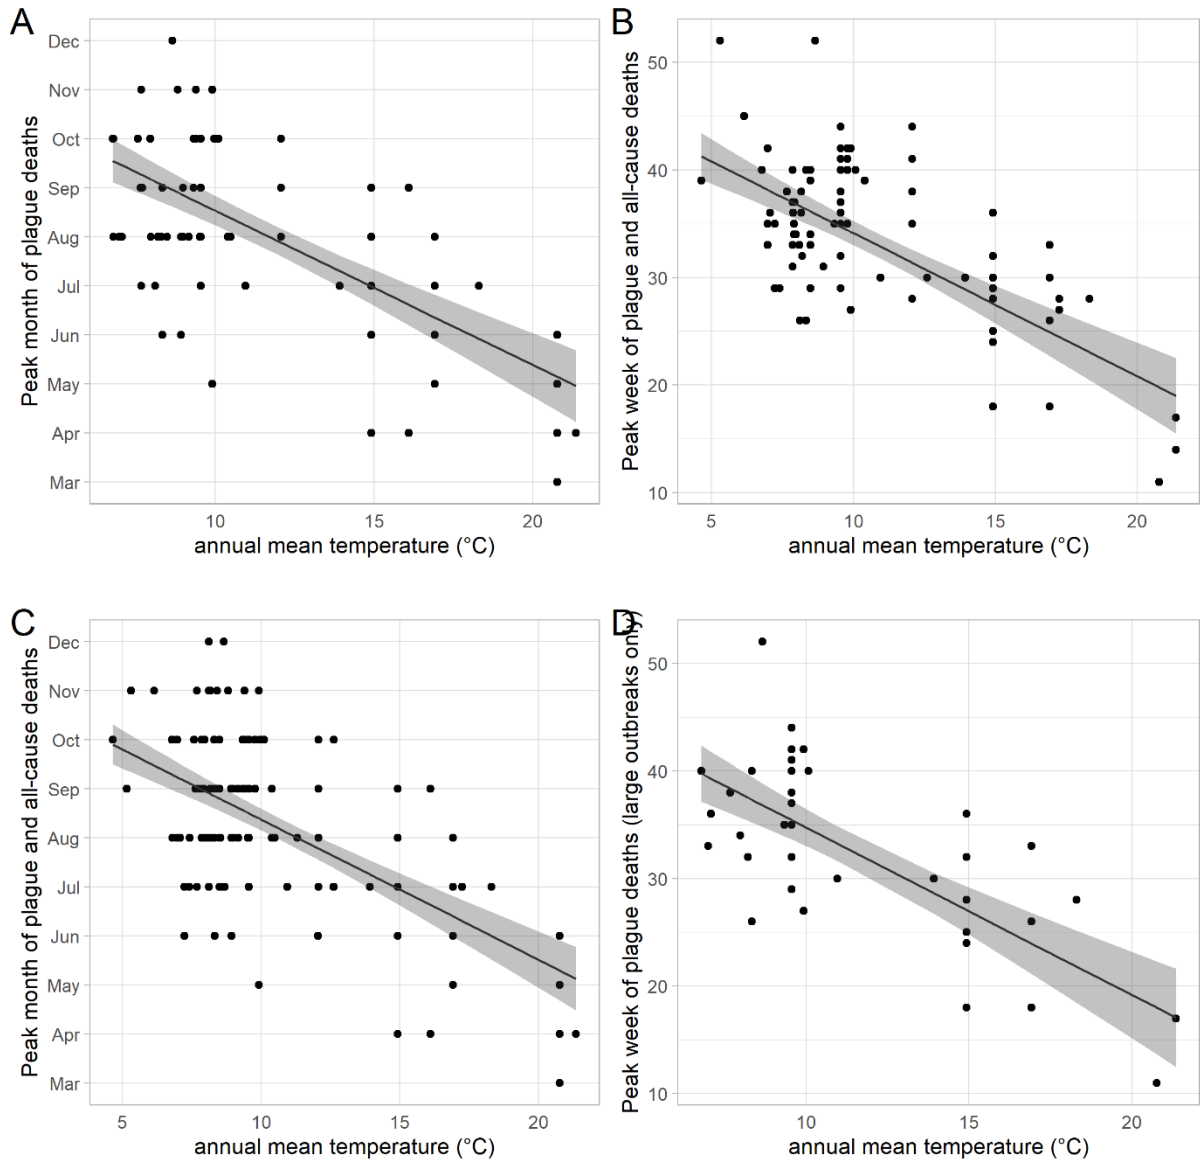 A
Peak month of plague deaths
Dec
Nov
Oct
Sep
Aug
Jul
Jun
May
Apr
Mar
10 15 20
annual mean temperature (°C)
B
Peak week of plague and all-cause deaths
50
40
30
20
10
5 10 15 20
annual mean temperature (°C)
C
Peak month of plague and all-cause deaths
Dec
Nov
Oct
Sep
Aug
Jul
Jun
May
Apr
Mar
5 10 15 20
annual mean temperature (°C)
D
Peak week of plague deaths (large outbreaks only)
50
40
30
20
10
10 15 20
annual mean temperature (°C)